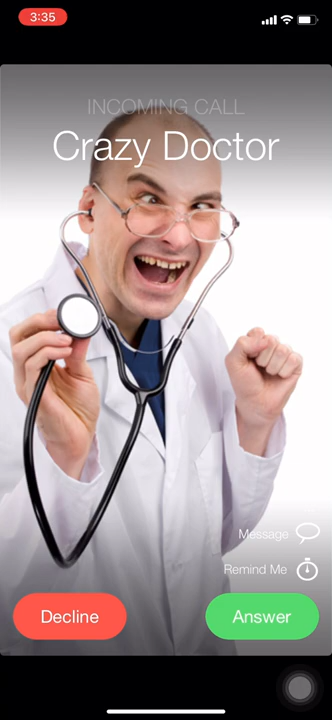 3:35
INCOMING CALL
Crazy Doctor
Message
Remind Me
Decline
Answer